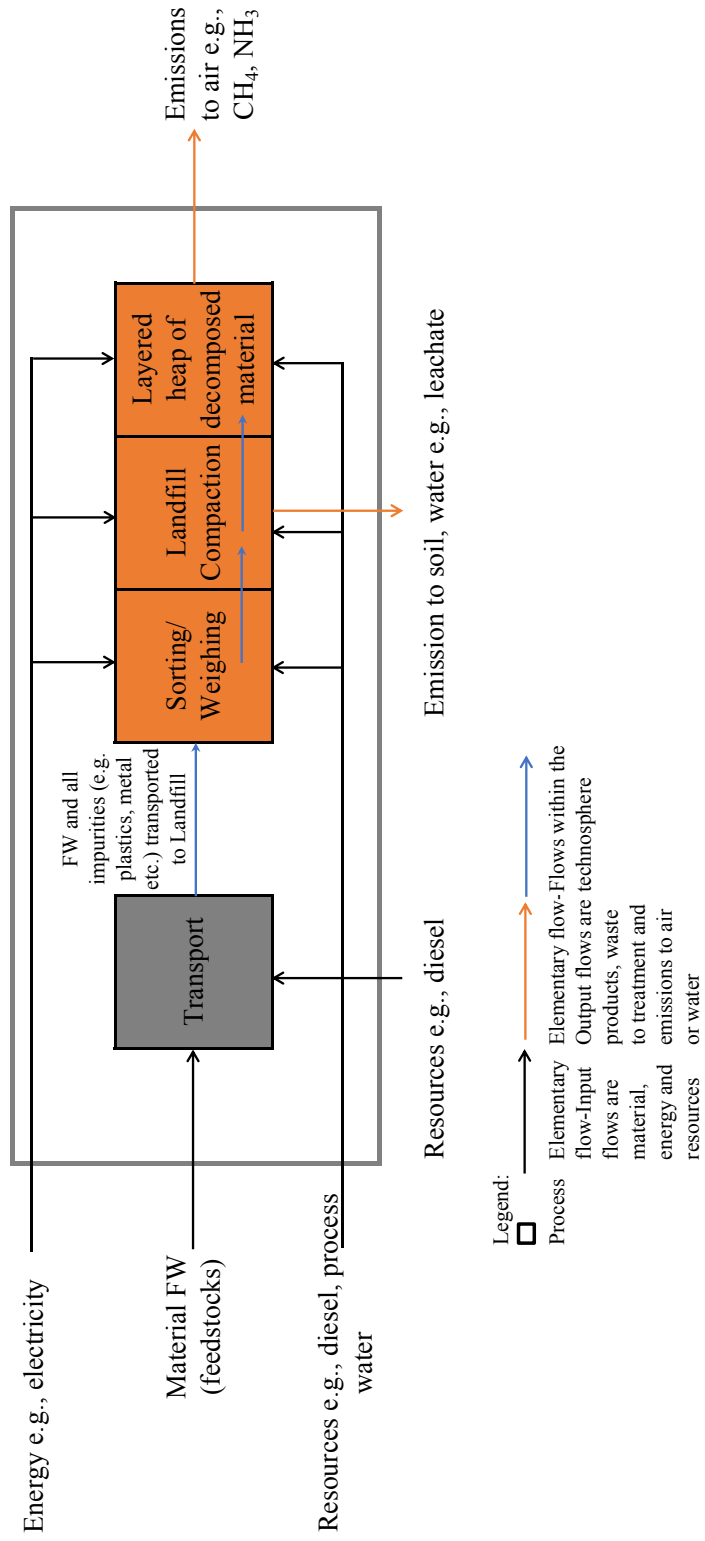 Energy e.g., electricity
Material FW
(feedstocks)
Resources e.g., diesel, process
water
Transport
FW and all
impurities (e.g.
plastics, metal
etc.) transported
to Landfill
Sorting/
Weighing
Landfill
Compaction
Layered
heap of
decomposed
material
Emissions
to air e.g.,
CH₄, NH₃
Resources e.g., diesel
Emission to soil, water e.g., leachate
Legend:
Process
Elementary
flow-Input
flows are
material,
energy and
resources
Elementary flow-
Output flows are
products, waste
to treatment and
emissions to air
or water
Flows within the
technosphere